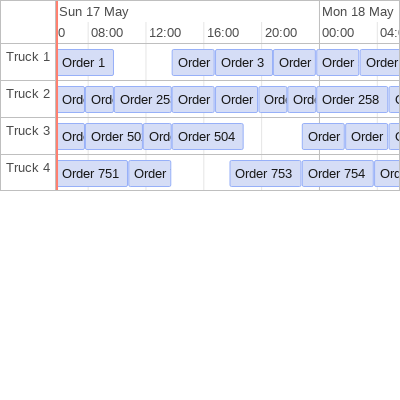 Sun 17 May Mon 18 May
0 08:00 12:00 16:00 20:00 00:00 04:
Truck 1 Order 1 Order Order 3 Order Order Order
Truck 2 Ord Ord Order 25 Order Order Ord Ord Order 258
Truck 3 Ord Order 50 Ord Order 504 Order Order
Truck 4 Order 751 Order Order 753 Order 754 Ord